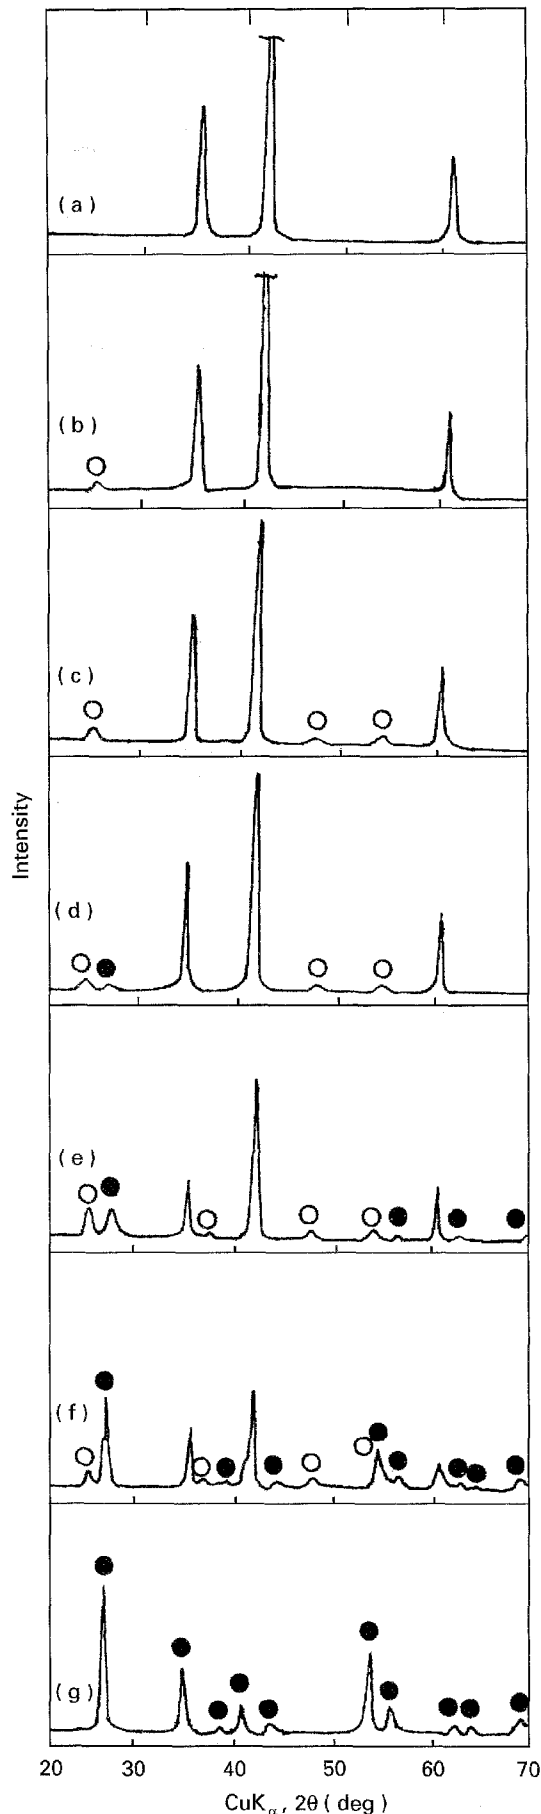 (a)
(b)
(c)
(d)
Intensity
(e)
(f)
(g)
20 30 40 50 60 70
CuKα, 2θ (deg)